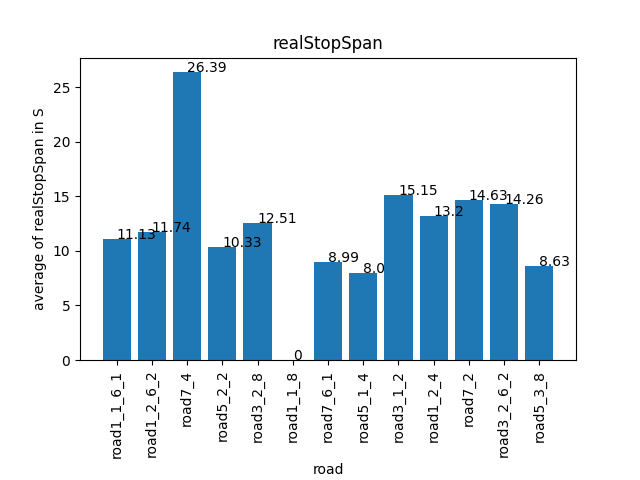 realStopSpan
average of realStopSpan in S
25
20
15
10
5
0
11.13
11.74
26.39
10.33
12.51
0
8.99
8.0
15.15
13.2
14.63
14.26
8.63
road1_1_6_1
road1_2_6_2
road7_4
road5_2_2
road3_2_8
road1_1_8
road7_6_1
road5_1_4
road3_1_2
road1_2_4
road7_2
road3_2_6_2
road5_3_8
road